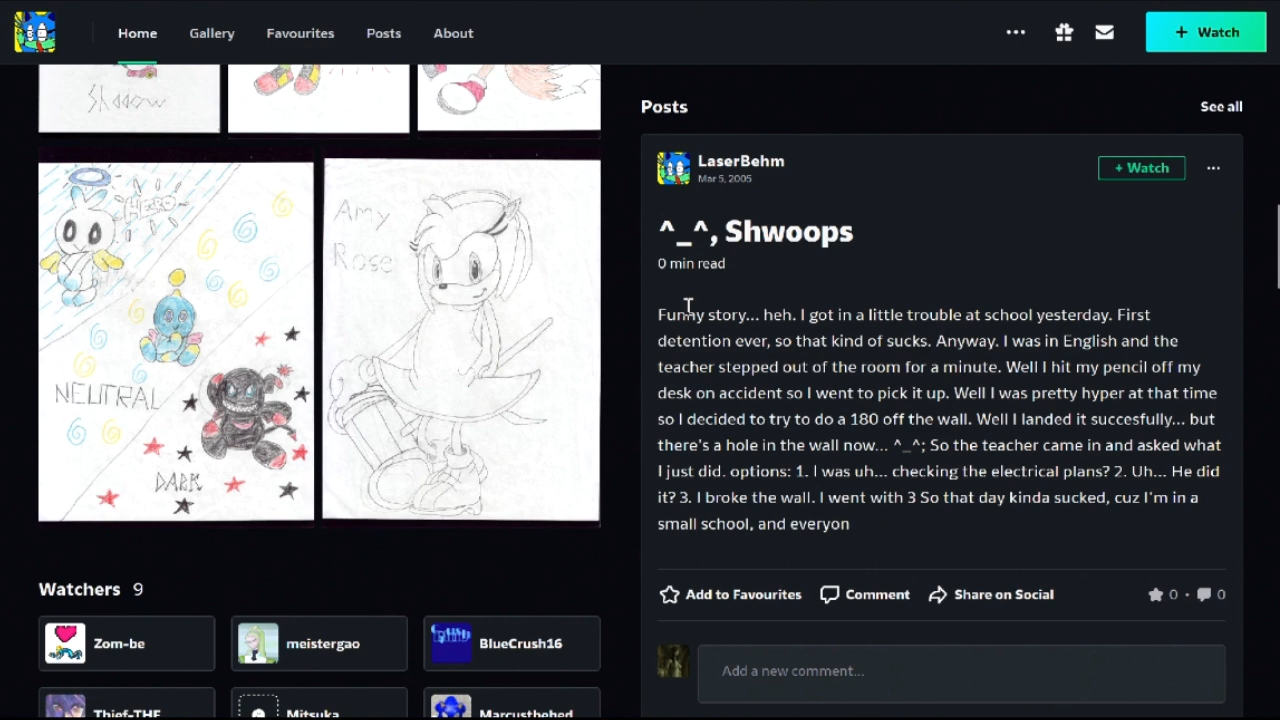 Home Gallery Favourites Posts About
+ Watch
Shadow
HERO
NEUTRAL
DARK
Amy
Rose
Watchers 9
Zom-be meistergao BlueCrush16
Thief-THE Mitsuka Marcusthehed
Posts See all
LaserBehm
Mar 5, 2005
+ Watch
^_^, Shwoops
0 min read
Funny story... heh. I got in a little trouble at school yesterday. First
detention ever, so that kind of sucks. Anyway. I was in English and the
teacher stepped out of the room for a minute. Well I hit my pencil off my
desk on accident so I went to pick it up. Well I was pretty hyper at that time
so I decided to try to do a 180 off the wall. Well I landed it succesfully... but
there's a hole in the wall now... ^_^; So the teacher came in and asked what
I just did. options: 1. I was uh... checking the electrical plans? 2. Uh... He did
it? 3. I broke the wall. I went with 3 So that day kinda sucked, cuz I'm in a
small school, and everyon
Add to Favourites Comment Share on Social 0 • 0
Add a new comment...